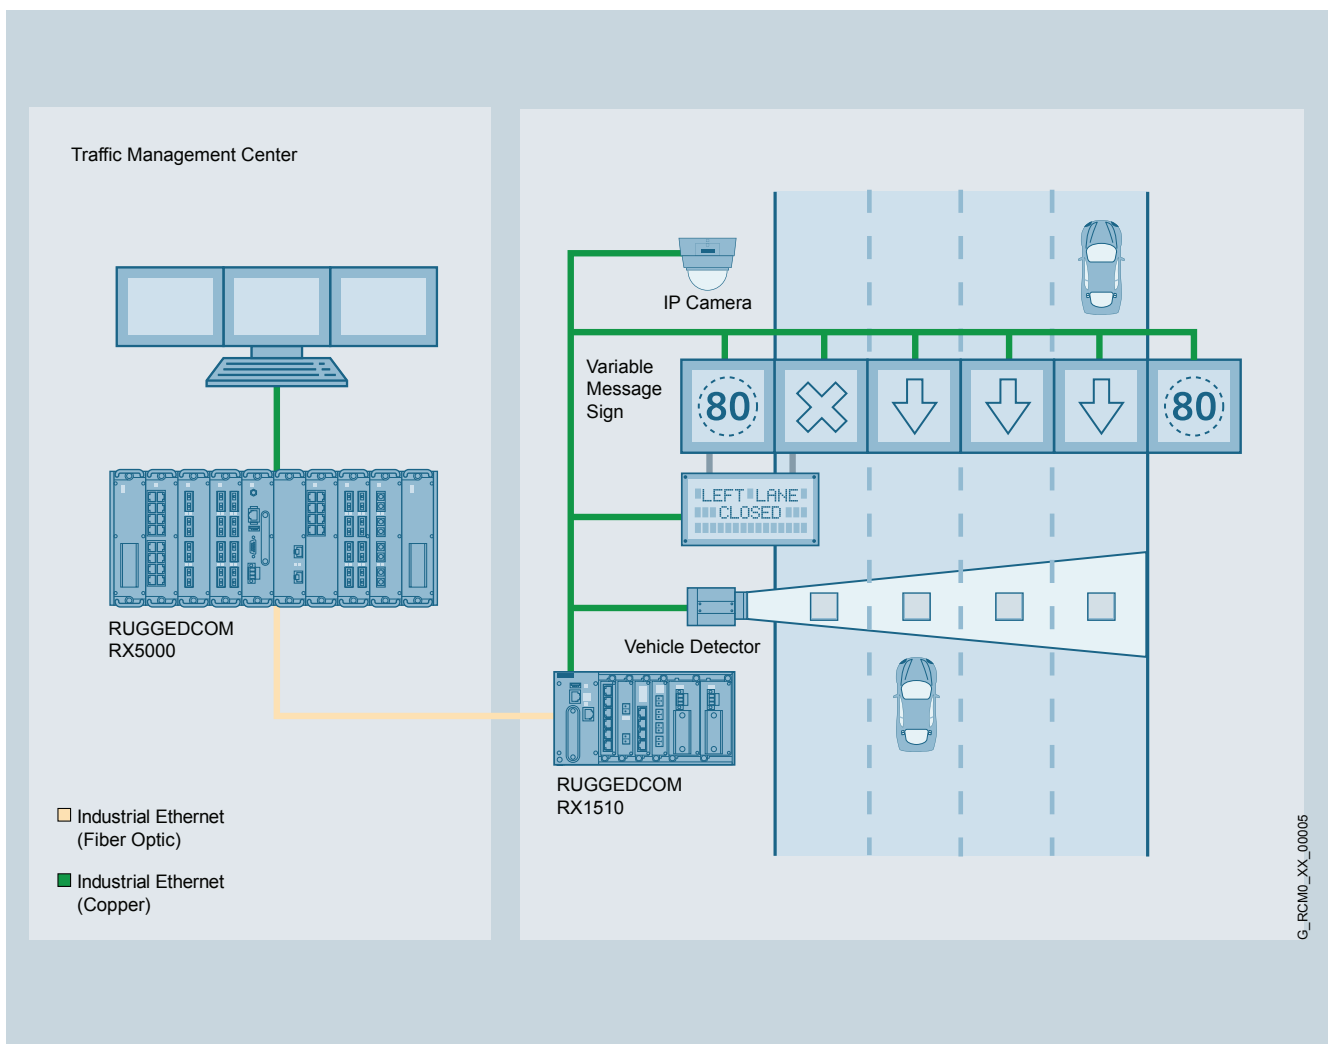 Traffic Management Center
IP Camera
Variable
Message
Sign
80
80
LEFT LANE
CLOSED
Vehicle Detector
RUGGEDCOM
RX5000
RUGGEDCOM
RX1510
Industrial Ethernet
(Fiber Optic)
Industrial Ethernet
(Copper)
G_RCM0_XX_00005